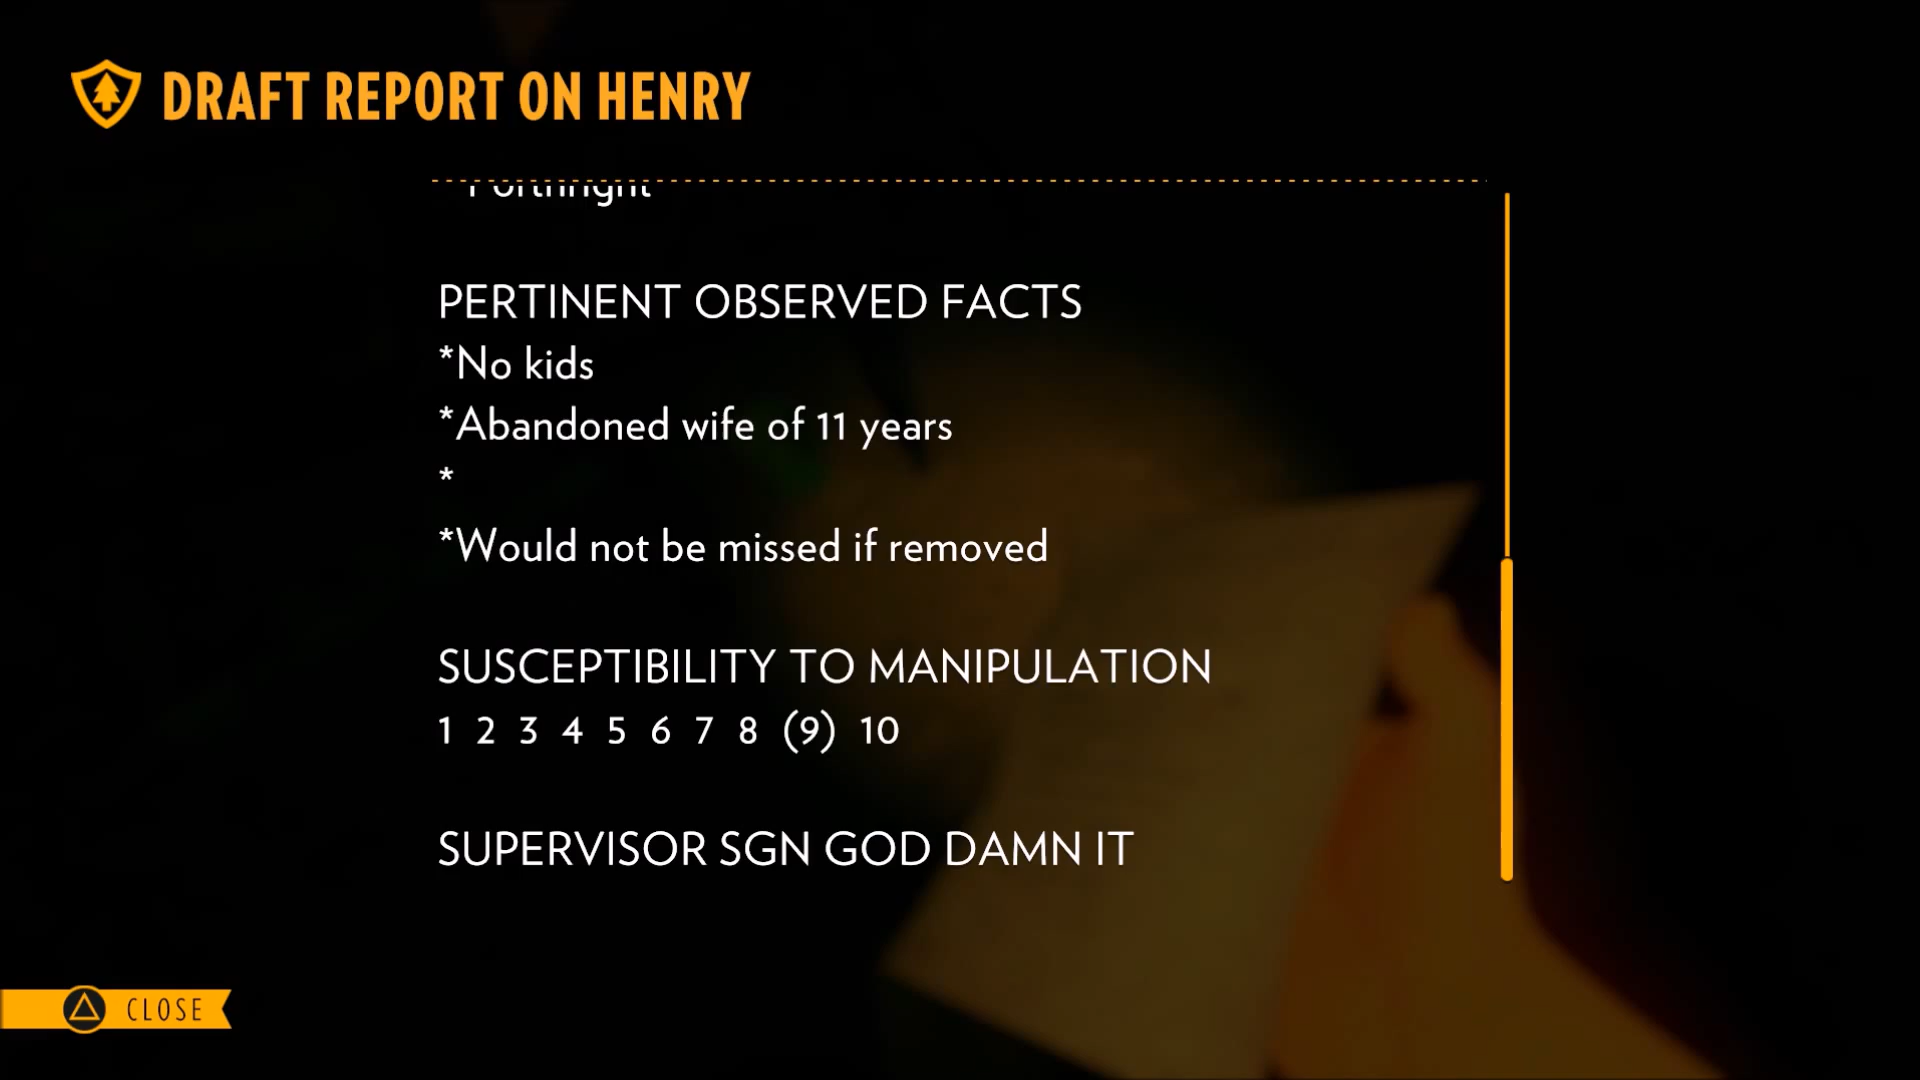 DRAFT REPORT ON HENRY
Forthright
PERTINENT OBSERVED FACTS
*No kids
*Abandoned wife of 11 years
*
*Would not be missed if removed
SUSCEPTIBILITY TO MANIPULATION
1 2 3 4 5 6 7 8 (9) 10
SUPERVISOR SGN GOD DAMN IT
CLOSE